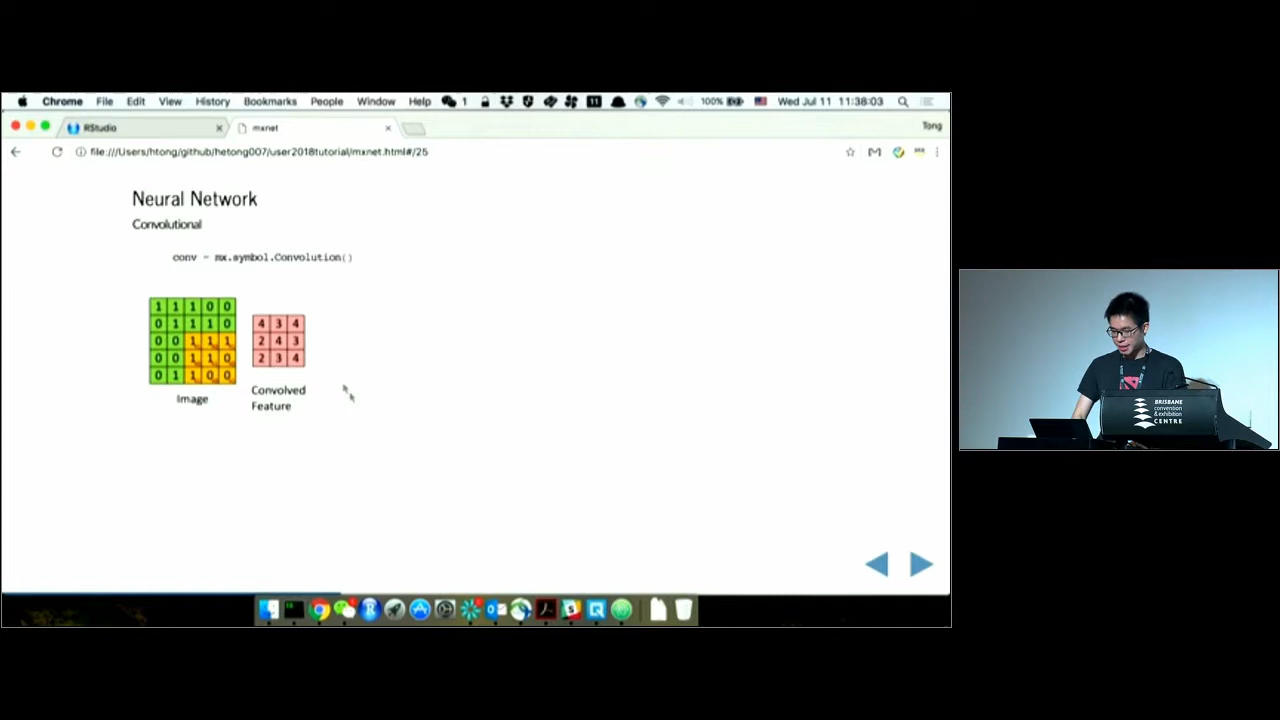 Chrome File Edit View History Bookmarks People Window Help 1 11 100% Wed Jul 11 11:38:03
RStudio mxnet Tong
file:///Users/htong/github/hetong007/user2018tutorial/mxnet.html#/25
Neural Network
Convolutional
conv - mx.symbol.Convolution()
1 1 1 0 0
0 1 1 1 0
0 0 1 1 1
0 0 1 1 0
0 1 1 0 0
4 3 4
2 4 3
2 3 4
Image
Convolved
Feature
BRISBANE
convention
& exhibition
CENTRE